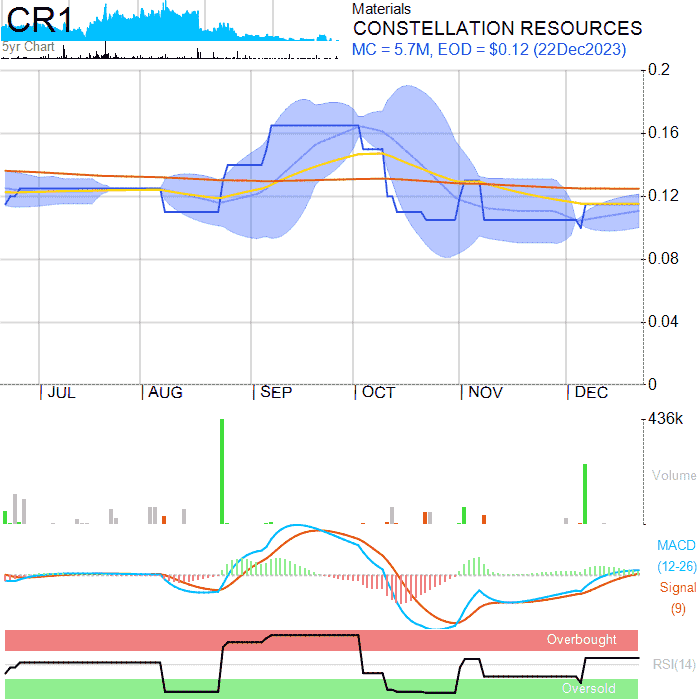 CR1
5yr Chart
Materials
CONSTELLATION RESOURCES
MC = 5.7M, EOD = $0.12 (22Dec2023)
0.2
0.16
0.12
0.08
0.04
0
JUL AUG SEP OCT NOV DEC
436k
Volume
MACD
(12-26)
Signal
(9)
Overbought
RSI(14)
Oversold